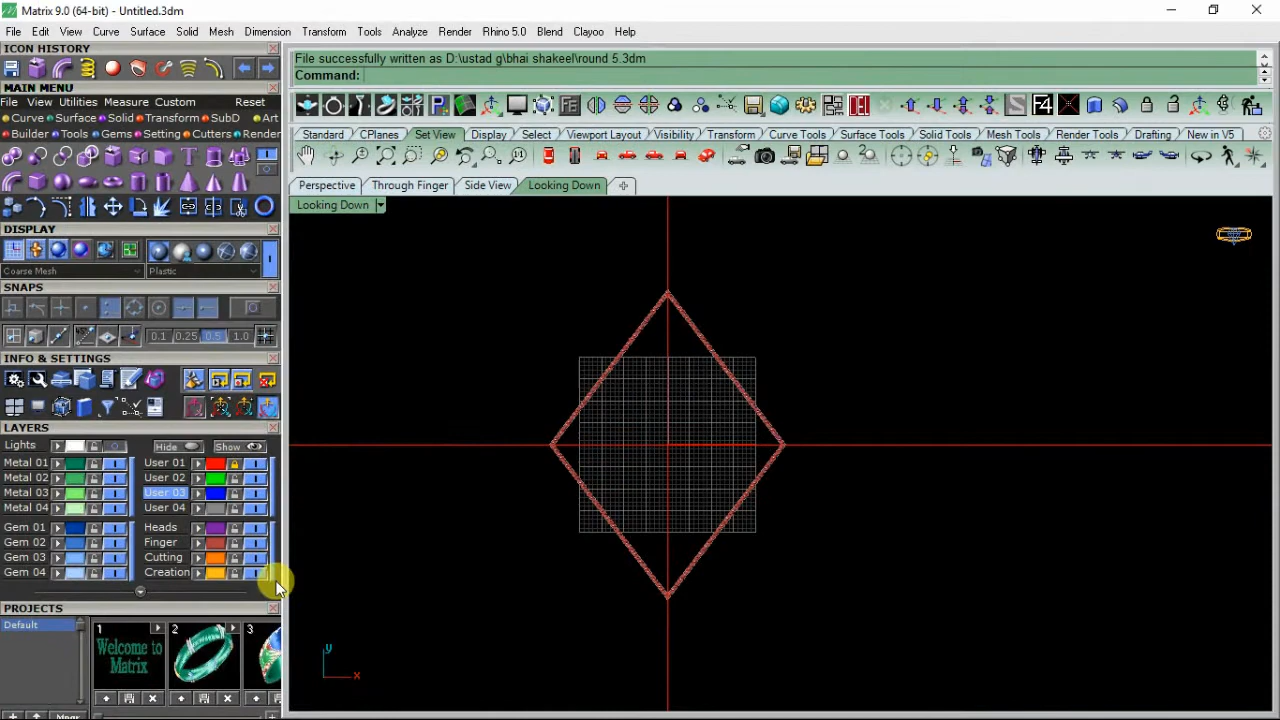 Matrix 9.0 (64-bit) - Untitled.3dm
File Edit View Curve Surface Solid Mesh Dimension Transform Tools Analyze Render Rhino 5.0 Blend Clayoo Help
ICON HISTORY
File successfully written as D:\ustad g\bhai shakeel\round 5.3dm
Command:
MAIN MENU
File View Utilities Measure Custom Reset
Curve Surface Solid Transform SubD Art
Builder Tools Gems Setting Cutters Render
F4
Standard CPlanes Set View Display Select Viewport Layout Visibility Transform Curve Tools Surface Tools Solid Tools Mesh Tools Render Tools Drafting New in V5
Perspective Through Finger Side View Looking Down
Looking Down
DISPLAY
Coarse Mesh Plastic
SNAPS
0.1 0.25 0.5 1.0
INFO & SETTINGS
LAYERS
Lights Hide Show
Metal 01 User 01
Metal 02 User 02
Metal 03 User 03
Metal 04 User 04
Gem 01 Heads
Gem 02 Finger
Gem 03 Cutting
Gem 04 Creation
PROJECTS
Default 1 2 3
Welcome to
Matrix
y
x